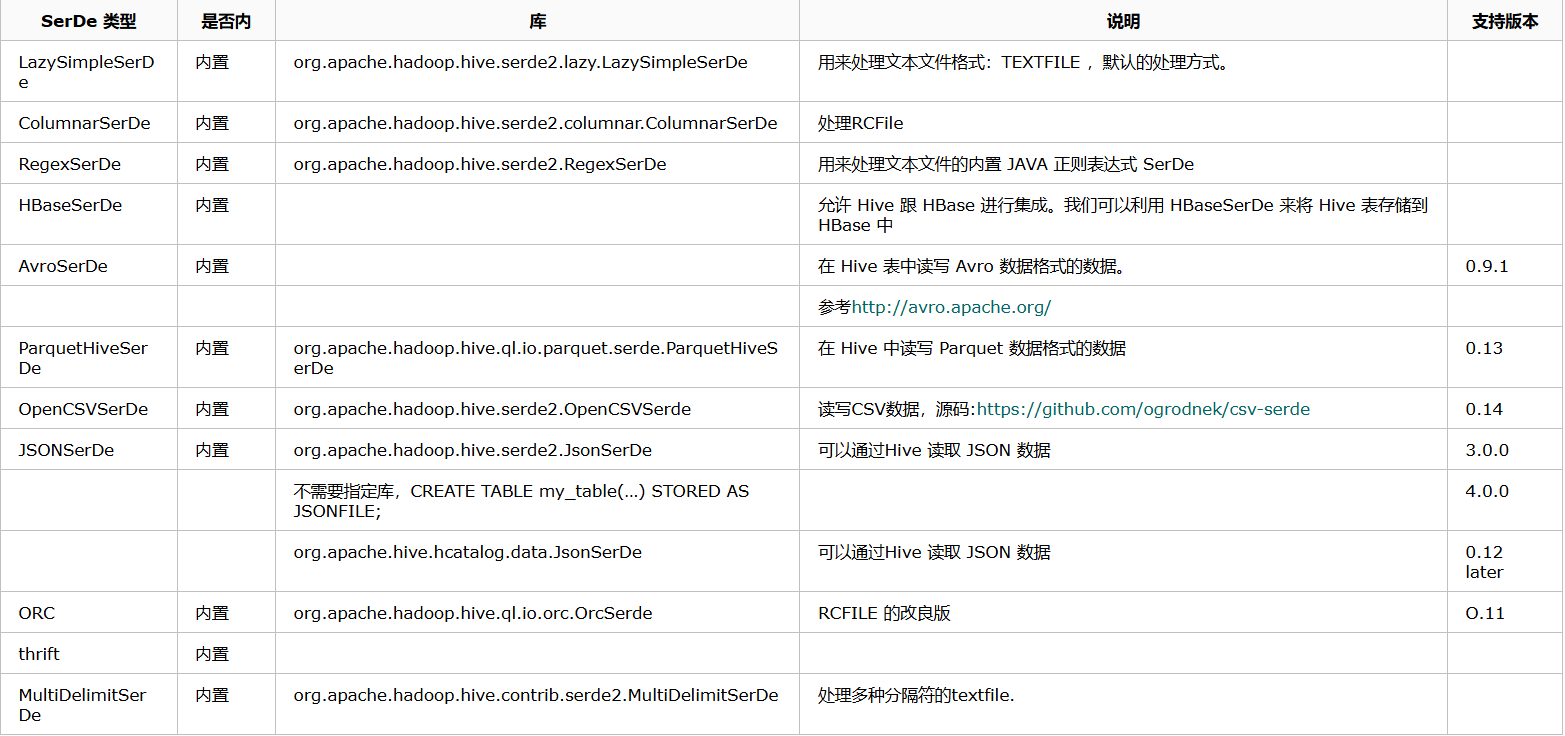 SerDe 类型 是否内 库 说明 支持版本
LazySimpleSerD 内置 org.apache.hadoop.hive.serde2.lazy.LazySimpleSerDe 用来处理文本文件格式：TEXTFILE ，默认的处理方式。
e
ColumnarSerDe 内置 org.apache.hadoop.hive.serde2.columnar.ColumnarSerDe 处理RCFile
RegexSerDe 内置 org.apache.hadoop.hive.serde2.RegexSerDe 用来处理文本文件的内置 JAVA 正则表达式 SerDe
HBaseSerDe 内置 允许 Hive 跟 HBase 进行集成。我们可以利用 HBaseSerDe 来将 Hive 表存储到
HBase 中
AvroSerDe 内置 在 Hive 表中读写 Avro 数据格式的数据。 0.9.1
参考http://avro.apache.org/
ParquetHiveSer 内置 org.apache.hadoop.hive.ql.io.parquet.serde.ParquetHiveS 在 Hive 中读写 Parquet 数据格式的数据 0.13
De erDe
OpenCSVSerDe 内置 org.apache.hadoop.hive.serde2.OpenCSVSerde 读写CSV数据，源码:https://github.com/ogrodnek/csv-serde 0.14
JSONSerDe 内置 org.apache.hadoop.hive.serde2.JsonSerDe 可以通过Hive 读取 JSON 数据 3.0.0
不需要指定库，CREATE TABLE my_table(...) STORED AS 4.0.0
JSONFILE;
org.apache.hive.hcatalog.data.JsonSerDe 可以通过Hive 读取 JSON 数据 0.12
later
ORC 内置 org.apache.hadoop.hive.ql.io.orc.OrcSerde RCFILE 的改良版 O.11
thrift 内置
MultiDelimitSer 内置 org.apache.hadoop.hive.contrib.serde2.MultiDelimitSerDe 处理多种分隔符的textfile.
De